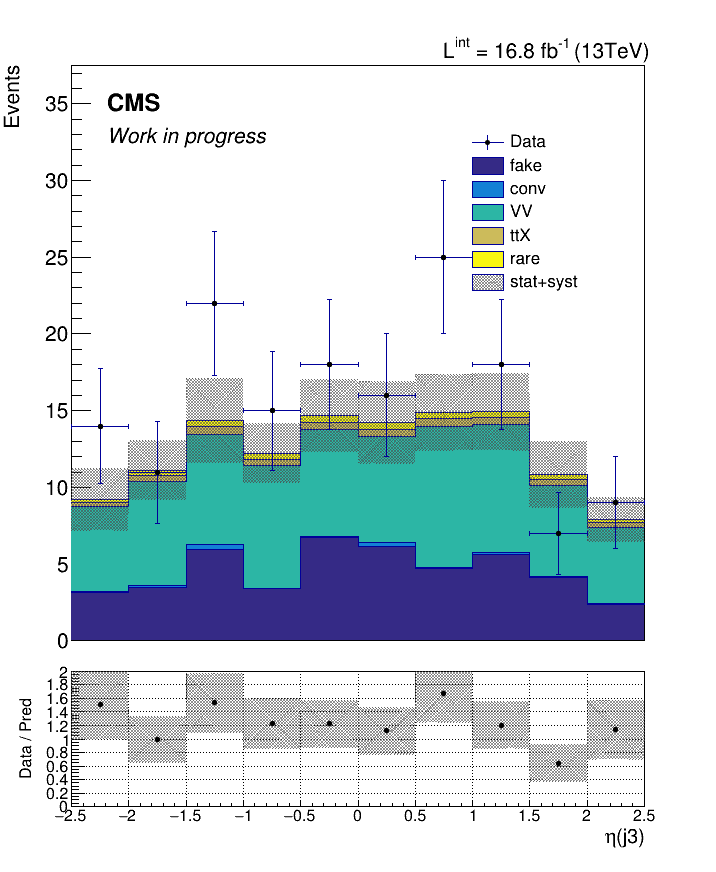 L^int = 16.8 fb^-1 (13TeV)
Events
CMS
Work in progress
Data
fake
conv
VV
ttX
rare
stat+syst
35
30
25
20
15
10
5
0
Data / Pred
2
1.8
1.6
1.4
1.2
1
0.8
0.6
0.4
0.2
0
−2.5 −2 −1.5 −1 −0.5 0 0.5 1 1.5 2 2.5
η(j3)